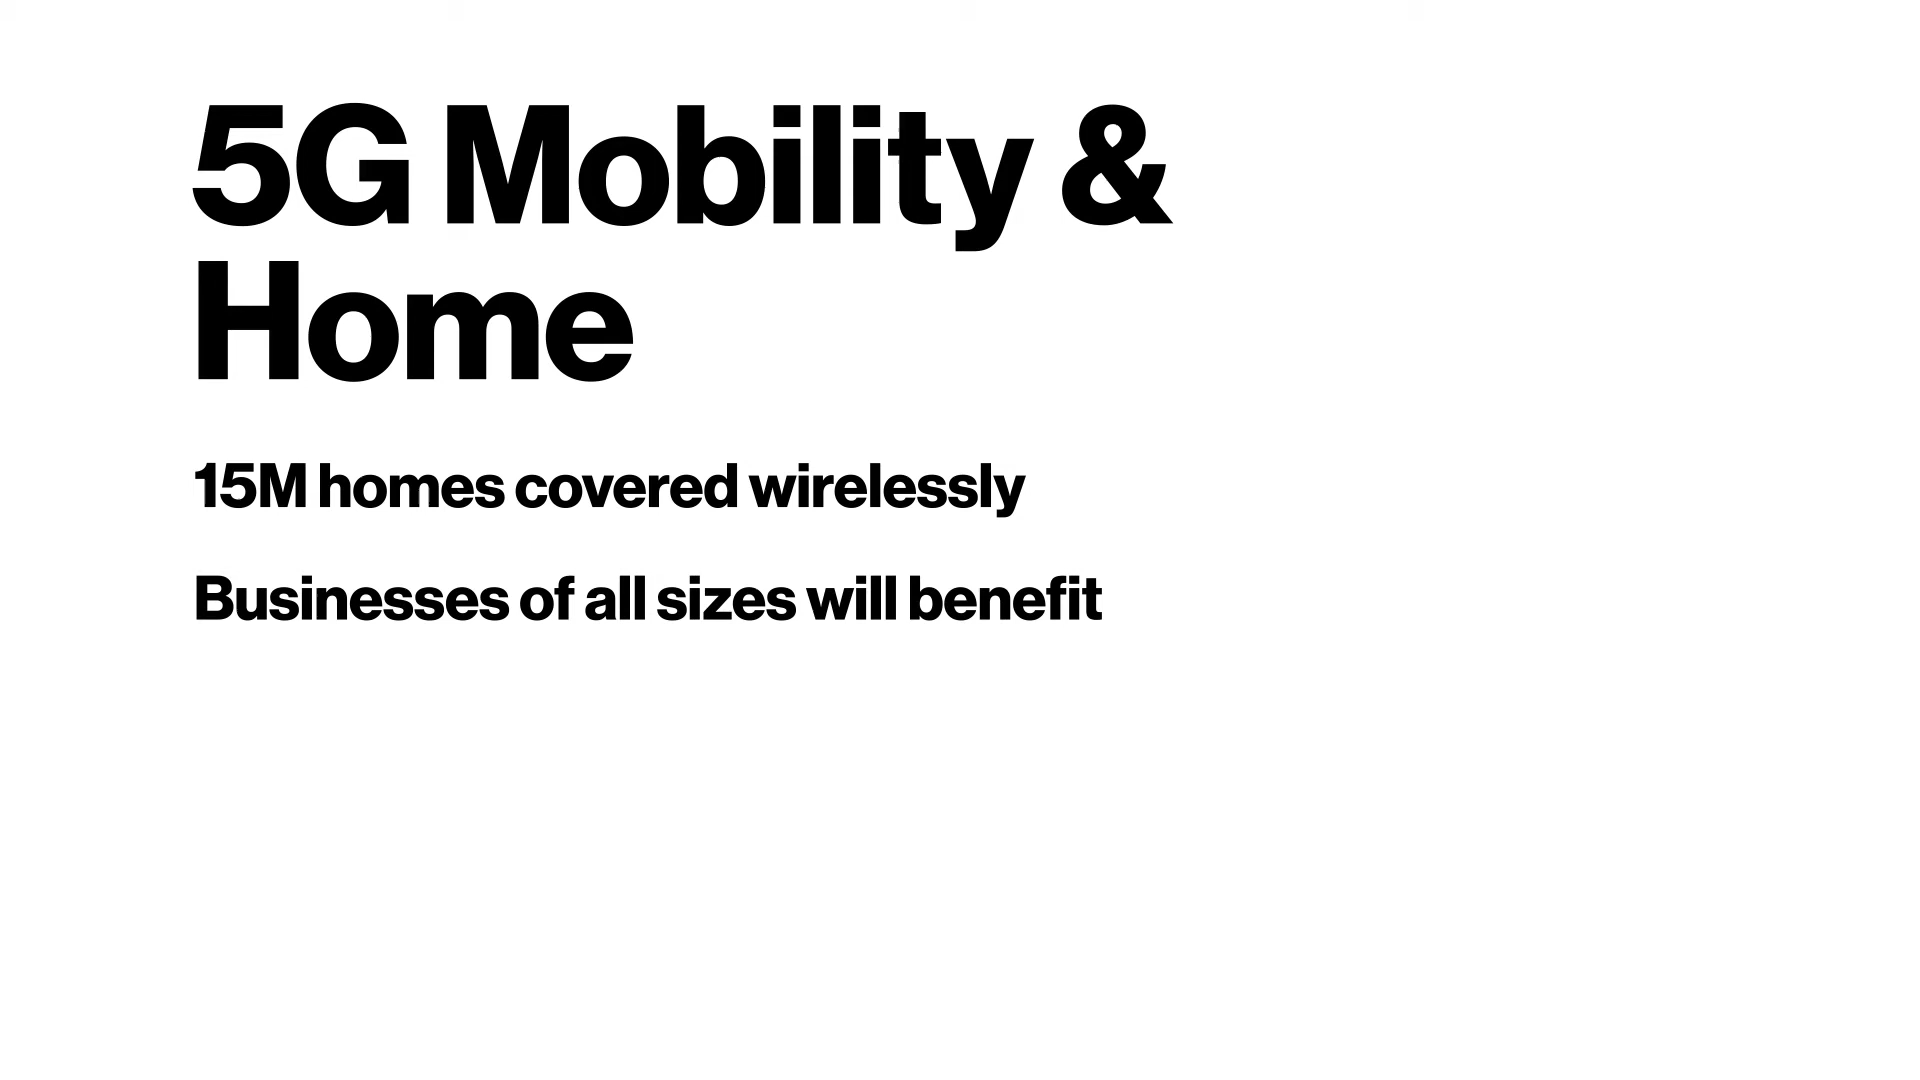 5G Mobility &
Home
15M homes covered wirelessly
Businesses of all sizes will benefit